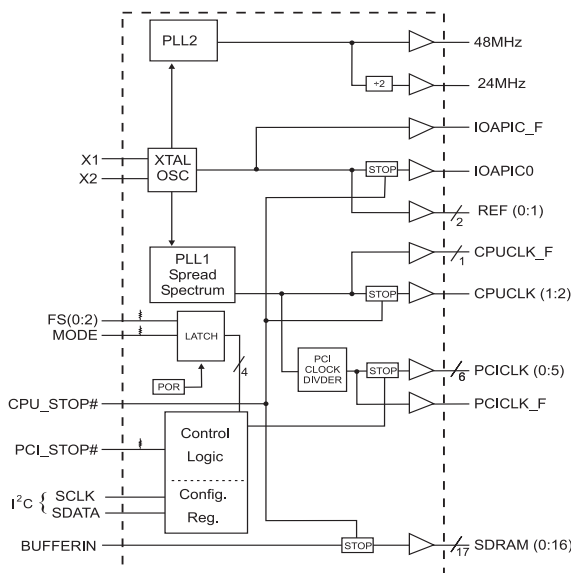 PLL2
48MHz
÷2
24MHz
IOAPIC_F
X1
X2
XTAL
OSC
STOP
IOAPIC0
REF (0:1)
2
PLL1
Spread
Spectrum
CPUCLK_F
1
STOP
CPUCLK (1:2)
FS(0:2)
MODE
LATCH
4
POR
PCI
CLOCK
DIVDER
STOP
PCICLK (0:5)
6
PCICLK_F
CPU_STOP#
PCI_STOP#
Control
Logic
I²C { SCLK
SDATA
Config.
Reg.
BUFFERIN
STOP
SDRAM (0:16)
17